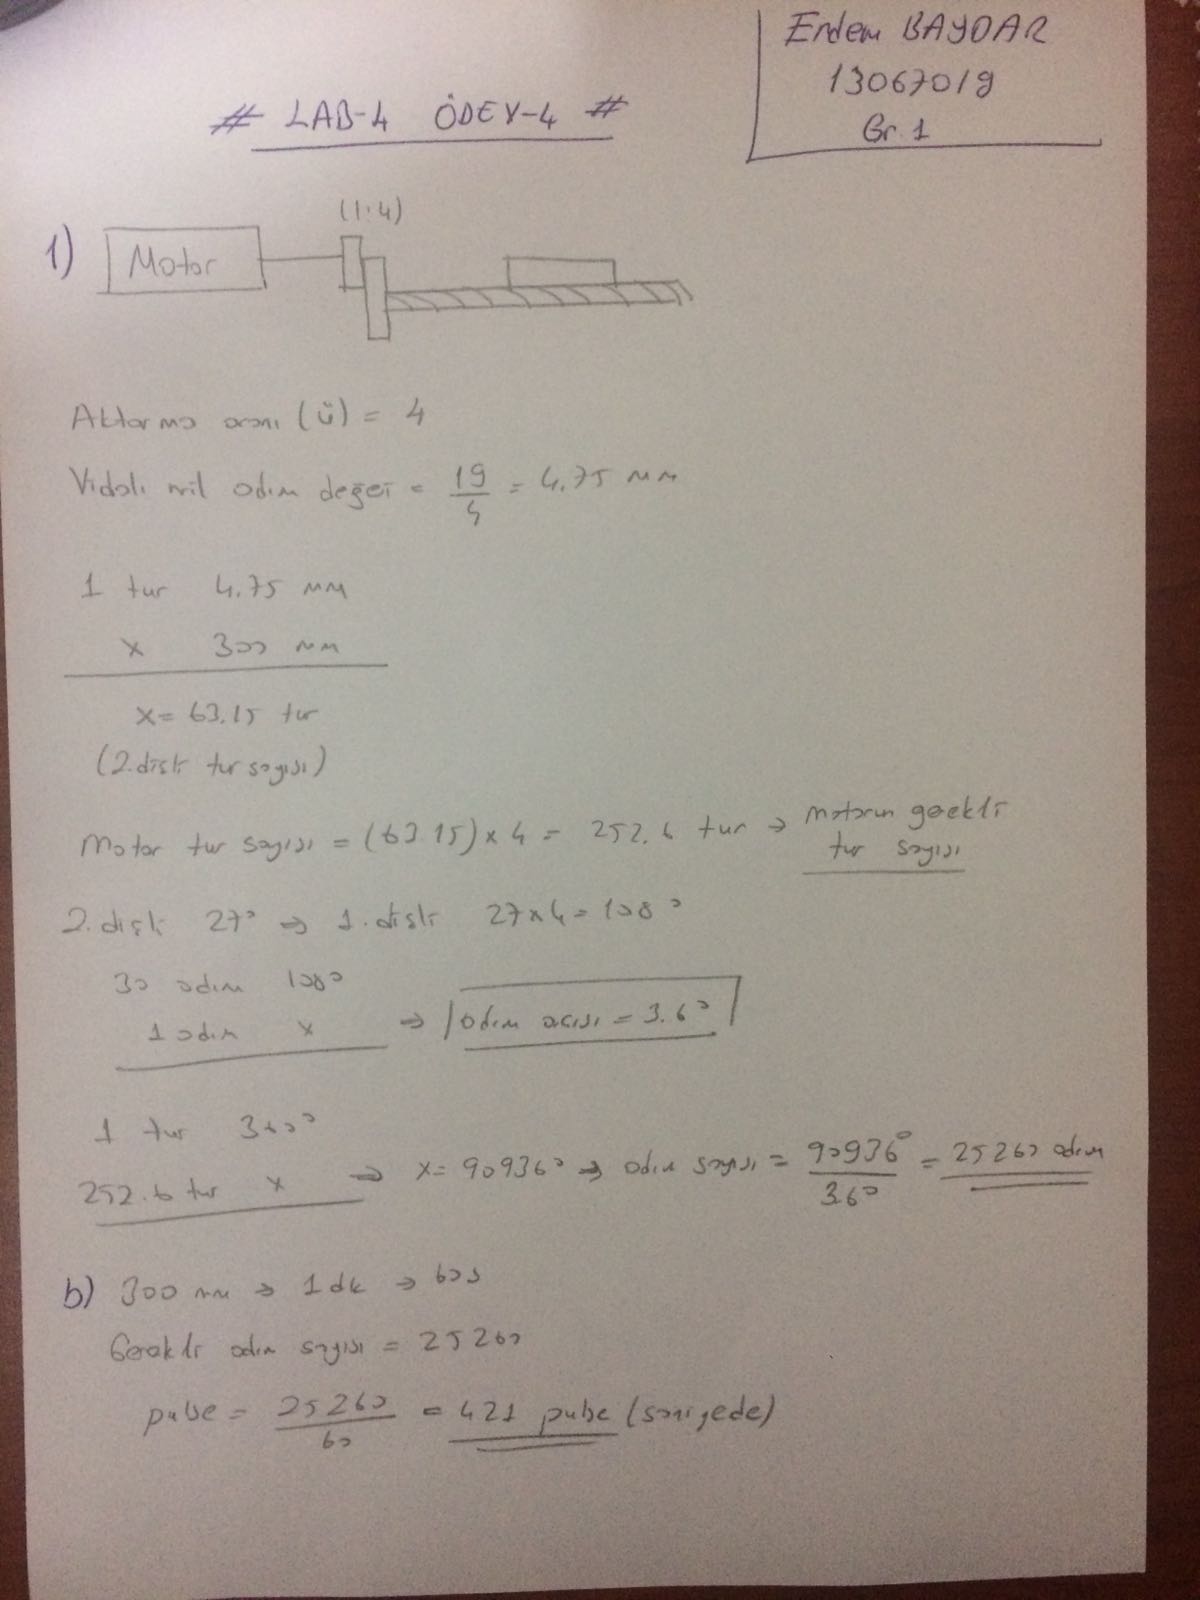 Erdem BAYDAR
13067019
Gr.1
# LAB-4 ÖDEV-4 #
1)
Motor
(1:4)
Aktarma oranı (ü) = 4
Vidalı mil adım değeri = 19/4 = 4.75 mm
1 tur 4.75 mm
x 300 mm
x = 63.15 tur
(2.dişli tur sayısı)
Motor tur sayısı = (63.15) x 4 = 252.6 tur → motorun gerekli tur sayısı
2. dişli 27° → 1. dişli 27x4 = 108°
30 adım 108°
1 adım x → adım açısı = 3.6°
1 tur 360°
252.6 tur x → x = 90936° → adım sayısı = 90936°/3.6° = 25260 adım
b) 300 mm → 1 dk → 60s
Gerekli adım sayısı = 25260
pulse = 25260/60 = 421 pulse (saniyede)